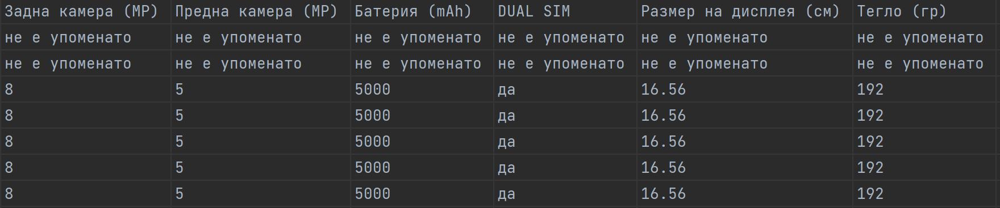 Задна камера (MP) Предна камера (MP) Батерия (mAh) DUAL SIM Размер на дисплея (см) Тегло (гр)
не е упоменато не е упоменато не е упоменато не е упоменато не е упоменато не е упоменато
не е упоменато не е упоменато не е упоменато не е упоменато не е упоменато не е упоменато
8 5 5000 да 16.56 192
8 5 5000 да 16.56 192
8 5 5000 да 16.56 192
8 5 5000 да 16.56 192
8 5 5000 да 16.56 192